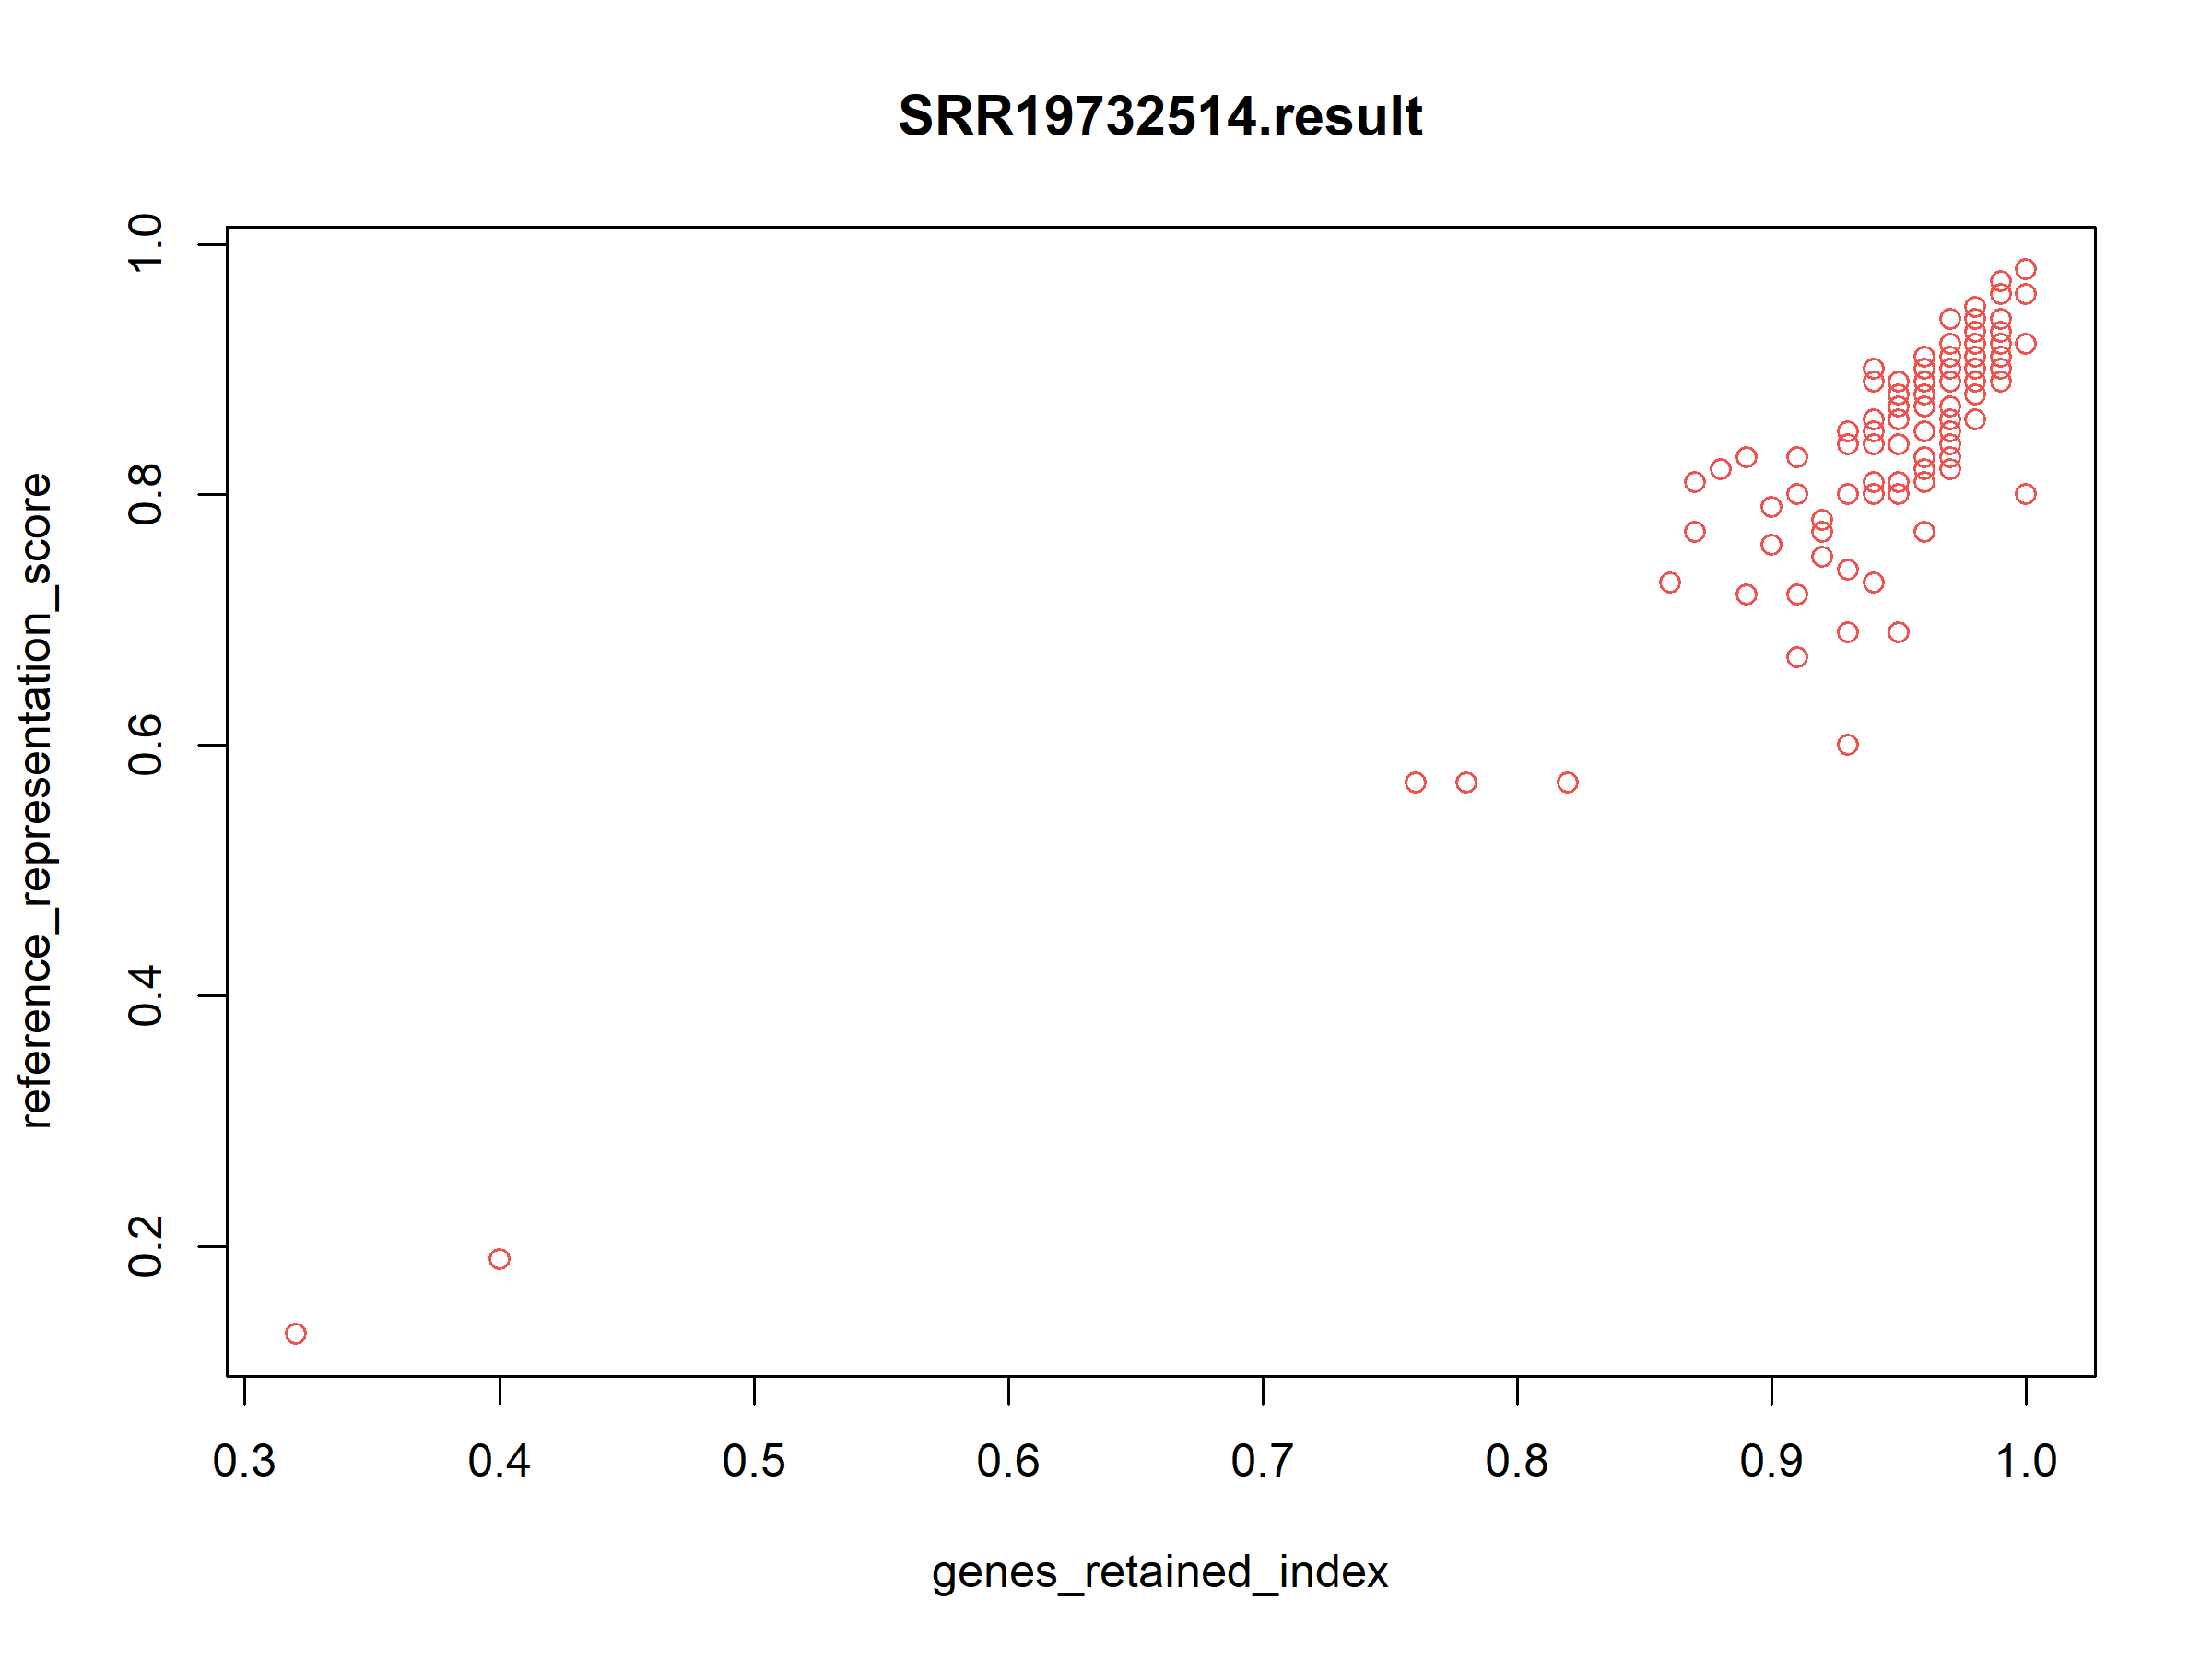 SRR19732514.result
reference_representation_score
1.0
0.8
0.6
0.4
0.2
0.3 0.4 0.5 0.6 0.7 0.8 0.9 1.0
genes_retained_index